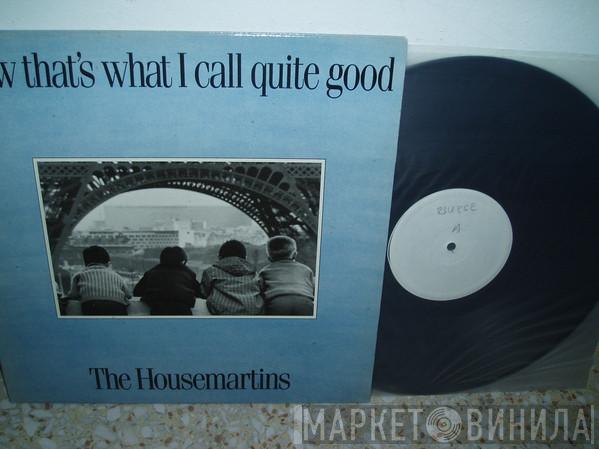 w that's what I call quite good
The Housemartins
A
МАРКЕТ ВИНИЛА